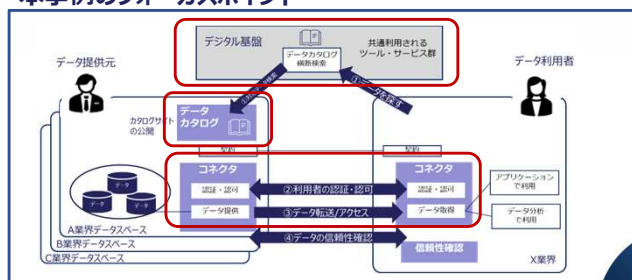 本事例のフォーカスポイント
デジタル基盤
データカタログ
横断検索
共通利用される
ツール・サービス群
データ提供元
データ利用者
①データを探す
カタログサイト
の公開
データ
カタログ
契約
契約
コネクタ
認証・認可
データ提供
コネクタ
認証・認可
データ取得
②利用者の認証・認可
③データ転送/アクセス
④データの信頼性確認
データ
データ
データ
アプリケーション
で利用
データ分析
で利用
信頼性確認
A業界データスペース
B業界データスペース
C業界データスペース
X業界